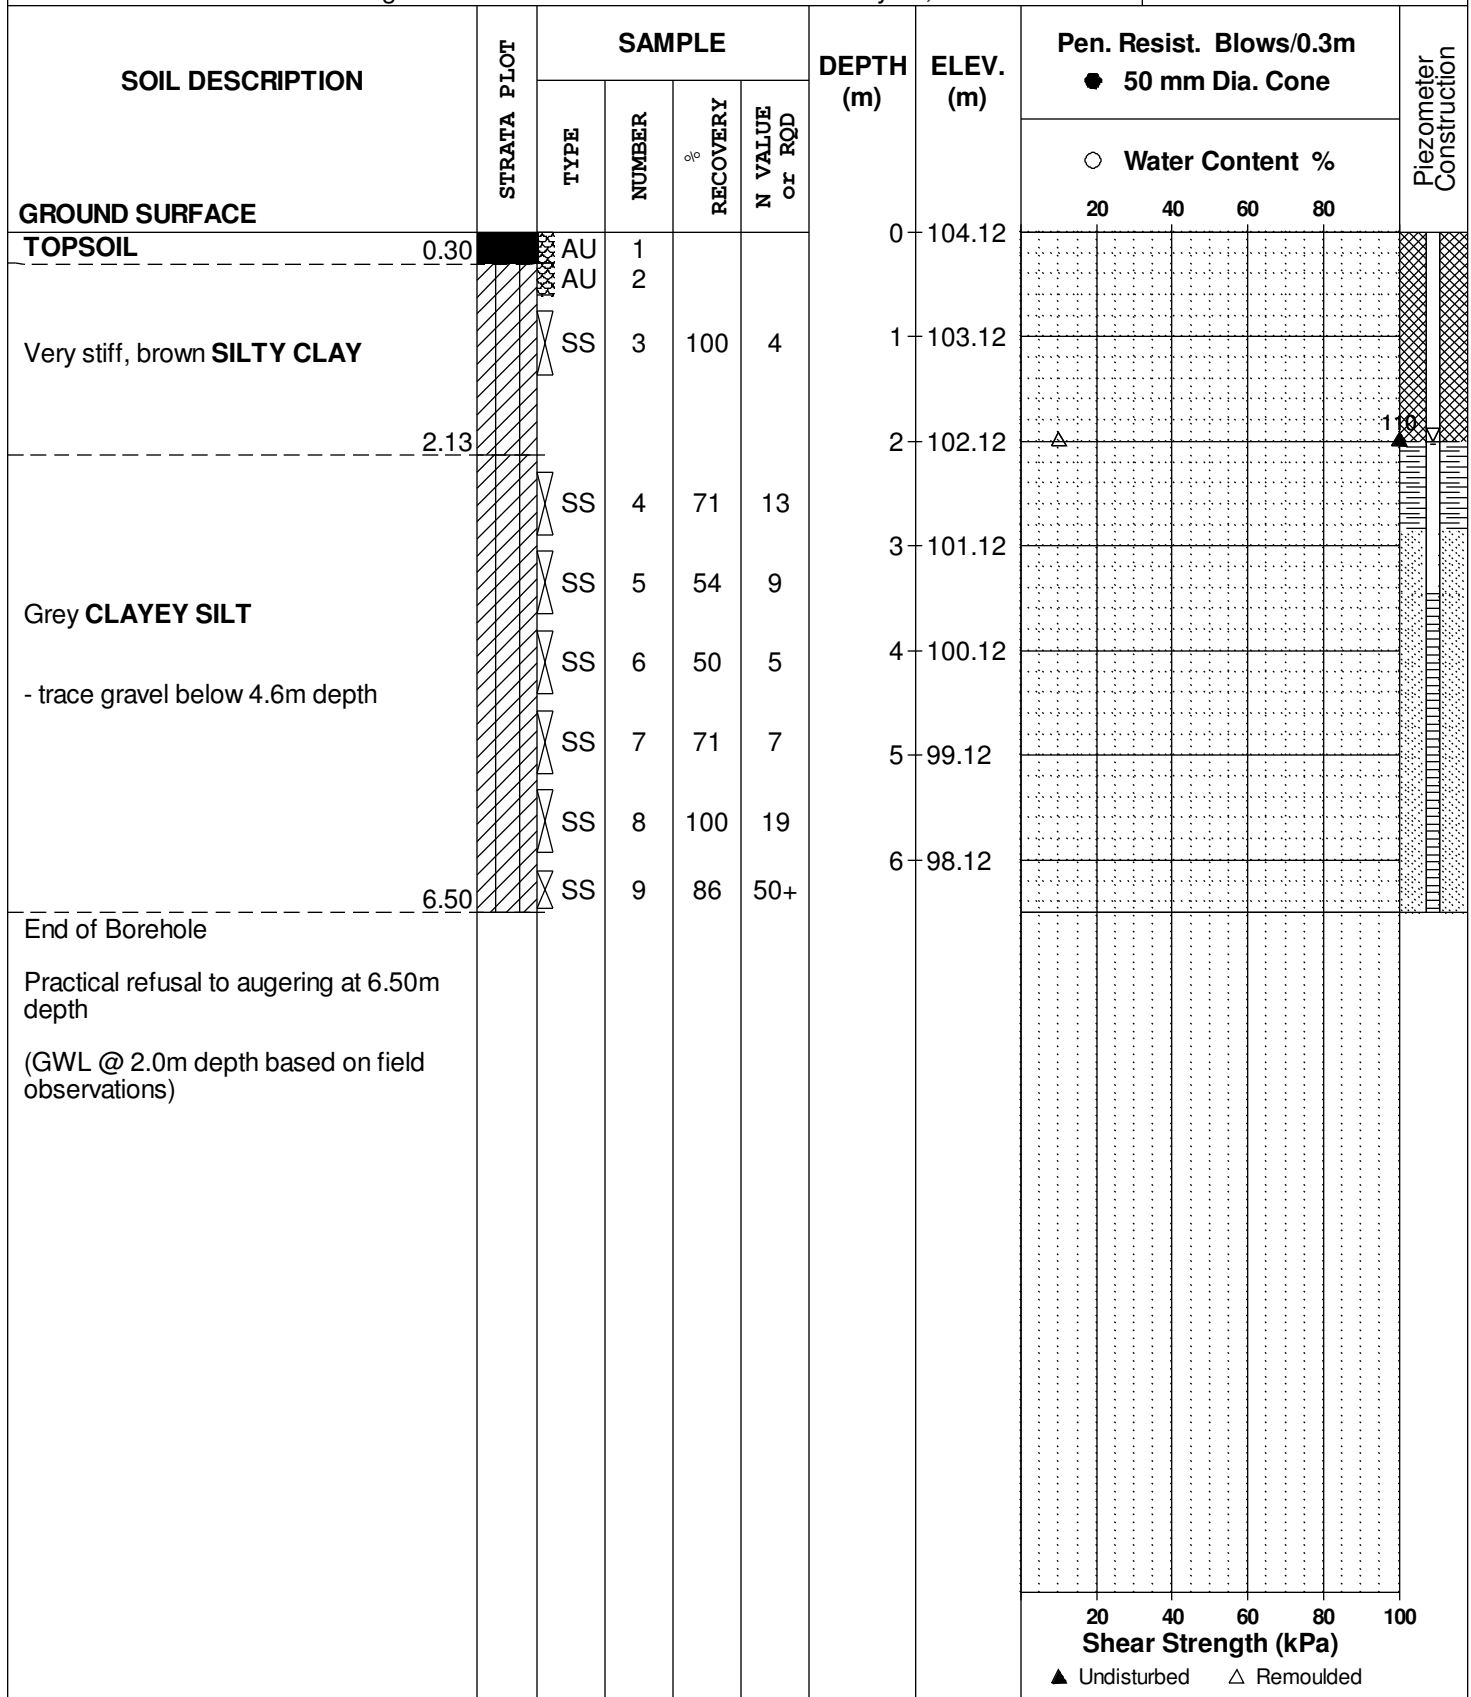 SOIL DESCRIPTION
GROUND SURFACE
STRATA PLOT
SAMPLE
TYPE
NUMBER
% RECOVERY
N VALUE or RQD
DEPTH (m)
ELEV. (m)
Pen. Resist. Blows/0.3m
● 50 mm Dia. Cone
○ Water Content %
20 40 60 80
Piezometer Construction
TOPSOIL 0.30
AU 1
AU 2
0 104.12
Very stiff, brown SILTY CLAY
SS 3 100 4
1 103.12
110
2.13
2 102.12
SS 4 71 13
3 101.12
SS 5 54 9
Grey CLAYEY SILT
SS 6 50 5
4 100.12
- trace gravel below 4.6m depth
SS 7 71 7
5 99.12
SS 8 100 19
6 98.12
SS 9 86 50+
6.50
End of Borehole
Practical refusal to augering at 6.50m
depth
(GWL @ 2.0m depth based on field
observations)
20 40 60 80 100
Shear Strength (kPa)
▲ Undisturbed △ Remoulded